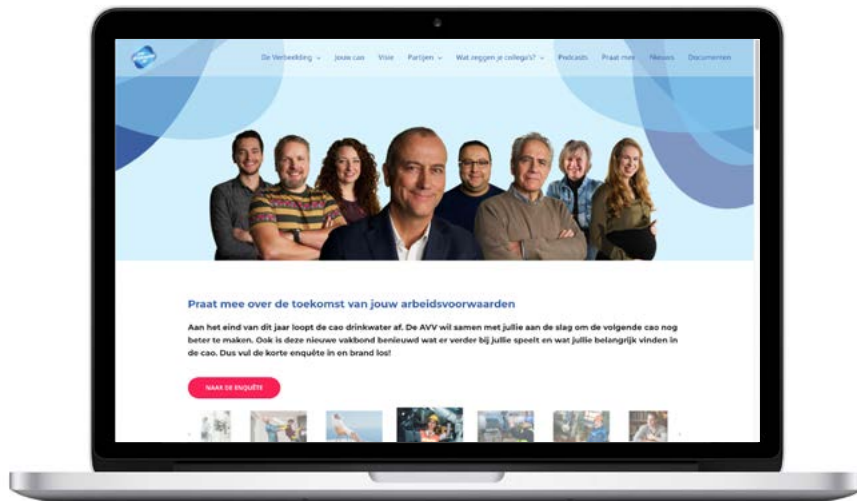 De Verbeelding Jouw cao Visie Partijen Wat zeggen je collega's? Podcasts Praat mee Nieuws Documenten
Praat mee over de toekomst van jouw arbeidsvoorwaarden
Aan het eind van dit jaar loopt de cao drinkwater af. De AVV wil samen met jullie aan de slag om de volgende cao nog
beter te maken. Ook is deze nieuwe vakbond benieuwd wat er verder bij jullie speelt en wat jullie belangrijk vinden in
de cao. Dus vul de korte enquête in en brand los!
NAAR DE ENQUÊTE